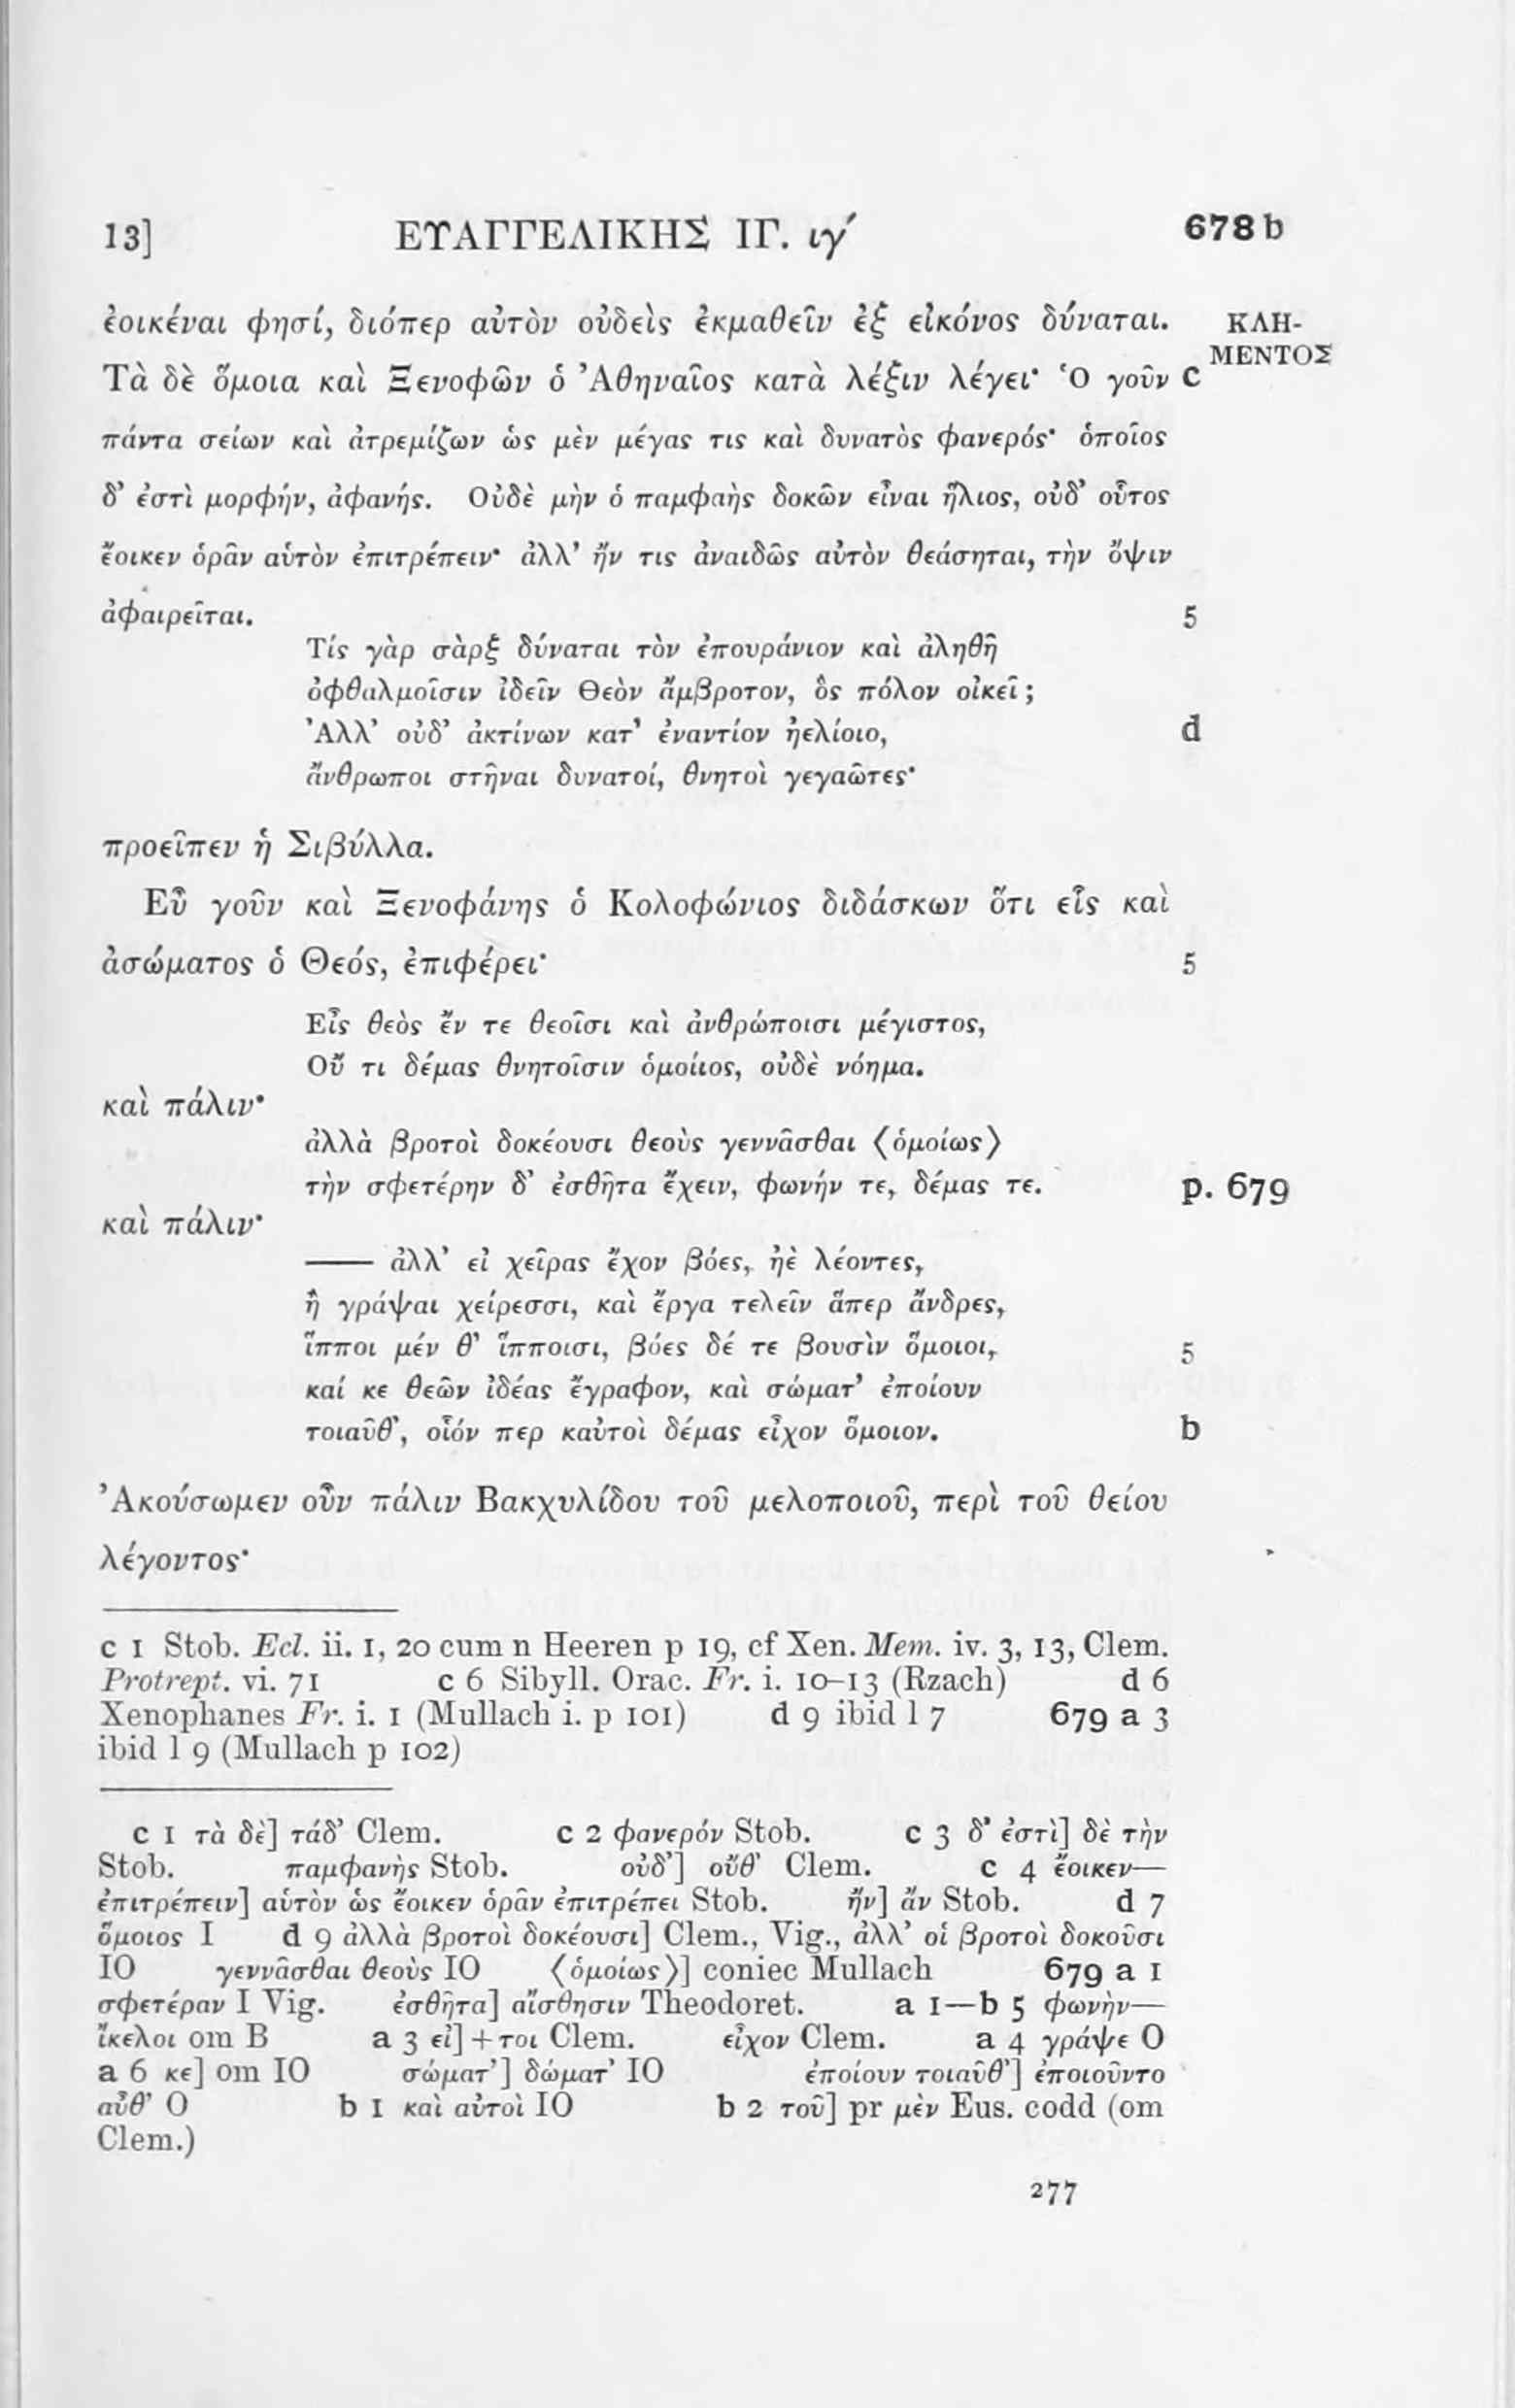 13] ΕΥΑΓΓΕΛΙΚΗΣ ΙΓ. ιγ´ 678 b
ἐοικέναι φησί, διόπερ αὐτὸν οὐδεὶς ἐκμαθεῖν ἐξ εἰκόνος δύναται. ΚΛΗ-
ΜΕΝΤΟΣ
Τὰ δὲ ὅμοια καὶ Ξενοφῶν ὁ Ἀθηναῖος κατὰ λέξιν λέγει· Ὁ γοῦν c
πάντα σείων καὶ ἀτρεμίζων ὡς μὲν μέγας τις καὶ δυνατὸς φανερός· ὁποῖος
δ’ ἐστὶ μορφήν, ἀφανής. Οὐδὲ μὴν ὁ παμφαὴς δοκῶν εἶναι ἥλιος, οὐδ’ οὗτος
ἔοικεν ὁρᾶν αὑτὸν ἐπιτρέπειν· ἀλλ’ ἤν τις ἀναιδῶς αὐτὸν θεάσηται, τὴν ὄψιν
ἀφαιρεῖται. 5
Τίς γὰρ σὰρξ δύναται τὸν ἐπουράνιον καὶ ἀληθῆ
ὀφθαλμοῖσιν ἰδεῖν Θεὸν ἄμβροτον, ὃς πόλον οἰκεῖ;
Ἀλλ’ οὐδ’ ἀκτίνων κατ’ ἐναντίον ἠελίοιο, d
ἄνθρωποι στῆναι δυνατοί, θνητοὶ γεγαῶτες·
προεῖπεν ἡ Σιβύλλα.
Εὖ γοῦν καὶ Ξενοφάνης ὁ Κολοφώνιος διδάσκων ὅτι εἷς καὶ
ἀσώματος ὁ Θεός, ἐπιφέρει· 5
Εἷς θεὸς ἔν τε θεοῖσι καὶ ἀνθρώποισι μέγιστος,
Οὔ τι δέμας θνητοῖσιν ὁμοίιος, οὐδὲ νόημα.
καὶ πάλιν·
ἀλλὰ βροτοὶ δοκέουσι θεοὺς γεννᾶσθαι ⟨ὁμοίως⟩
τὴν σφετέρην δ’ ἐσθῆτα ἔχειν, φωνήν τε, δέμας τε. p. 679
καὶ πάλιν·
—— ἀλλ’ εἰ χεῖρας ἔχον βόες, ἠὲ λέοντες,
ἢ γράψαι χείρεσσι, καὶ ἔργα τελεῖν ἅπερ ἄνδρες,
ἵπποι μέν θ’ ἵπποισι, βόες δέ τε βουσὶν ὅμοιοι, 5
καί κε θεῶν ἰδέας ἔγραφον, καὶ σώματ’ ἐποίουν
τοιαῦθ’, οἷόν περ καὐτοὶ δέμας εἶχον ὅμοιον. b
Ἀκούσωμεν οὖν πάλιν Βακχυλίδου τοῦ μελοποιοῦ, περὶ τοῦ θείου
λέγοντος·
c 1 Stob. Ecl. ii. 1, 20 cum n Heeren p 19, cf Xen. Mem. iv. 3, 13, Clem.
Protrept. vi. 71 c 6 Sibyll. Orac. Fr. i. 10–13 (Rzach) d 6
Xenophanes Fr. i. 1 (Mullach i. p 101) d 9 ibid l 7 679 a 3
ibid l 9 (Mullach p 102)
c 1 τὰ δὲ] τάδ’ Clem. c 2 φανερόν Stob. c 3 δ’ ἐστὶ] δὲ τὴν
Stob. παμφανὴς Stob. οὐδ’] οὔθ’ Clem. c 4 ἔοικεν—
ἐπιτρέπειν] αὑτὸν ὡς ἔοικεν ὁρᾶν ἐπιτρέπει Stob. ἤν] ἄν Stob. d 7
ὅμοιος I d 9 ἀλλὰ βροτοὶ δοκέουσι] Clem., Vig., ἀλλ’ οἱ βροτοὶ δοκοῦσι
IO γεννᾶσθαι θεοὺς IO ⟨ὁμοίως⟩] coniec Mullach 679 a 1
σφετέραν I Vig. ἐσθῆτα] αἴσθησιν Theodoret. a 1—b 5 φωνὴν—
ἴκελοι om B a 3 εἰ] +τοι Clem. εἶχον Clem. a 4 γράψε O
a 6 κε] om IO σώματ’] δώματ’ IO ἐποίουν τοιαῦθ’] ἐποιοῦντο
αὖθ’ O b 1 καὶ αὐτοὶ IO b 2 τοῦ] pr μὲν Eus. codd (om
Clem.)
277